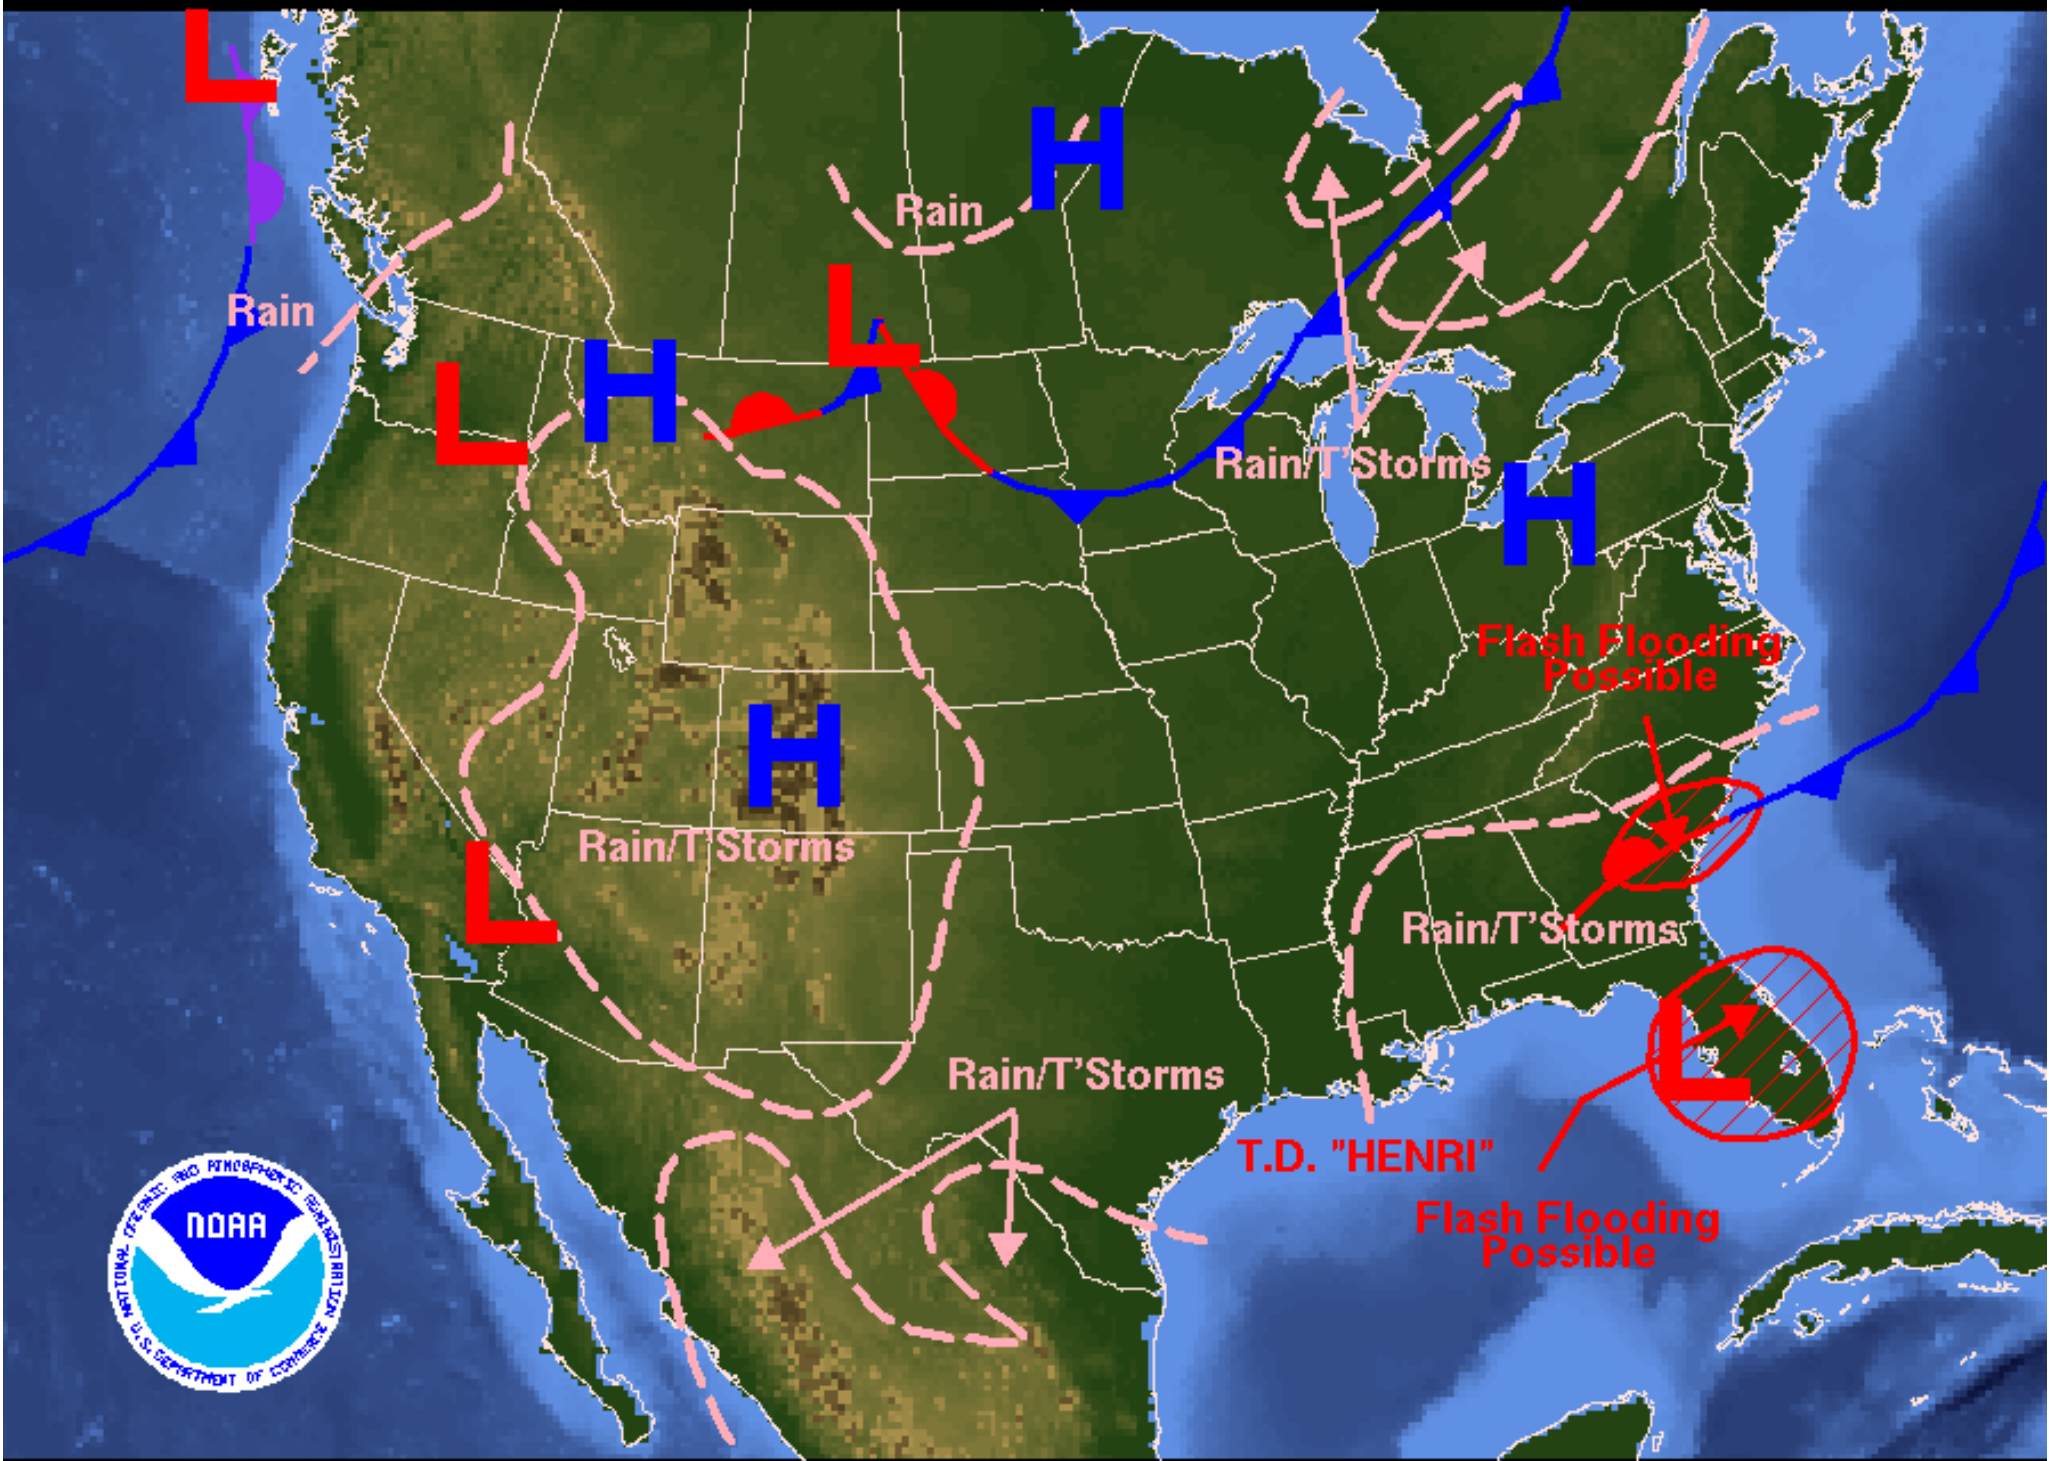 L
H
Rain
L
Rain
H
L
Rain/T'Storms
H
Flash Flooding
Possible
H
Rain/T'Storms
L
Rain/T'Storms
L
Rain/T'Storms
T.D. "HENRI"
Flash Flooding
Possible
NATIONAL OCEANIC AND ATMOSPHERIC ADMINISTRATION
NOAA
U.S. DEPARTMENT OF COMMERCE